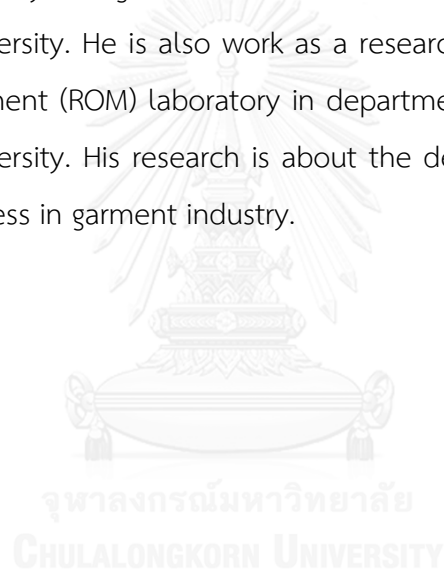 ersity. He is also work as a researc
nent (ROM) laboratory in departme
ersity. His research is about the de
ess in garment industry.
จุฬาลงกรณ์มหาวิทยาลัย
CHULALONGKORN UNIVERSITY